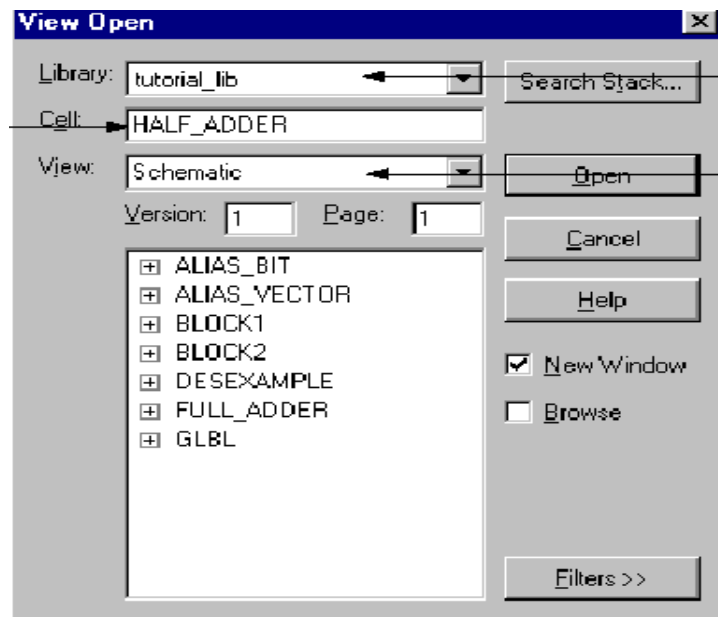 View Open
Library: tutorial_lib Search Stack...
Cell: HALF_ADDER
View: Schematic Open
Version: 1 Page: 1
Cancel
ALIAS_BIT
ALIAS_VECTOR
Help
BLOCK1
BLOCK2
New Window
DESEXAMPLE
FULL_ADDER
Browse
GLBL
Filters >>